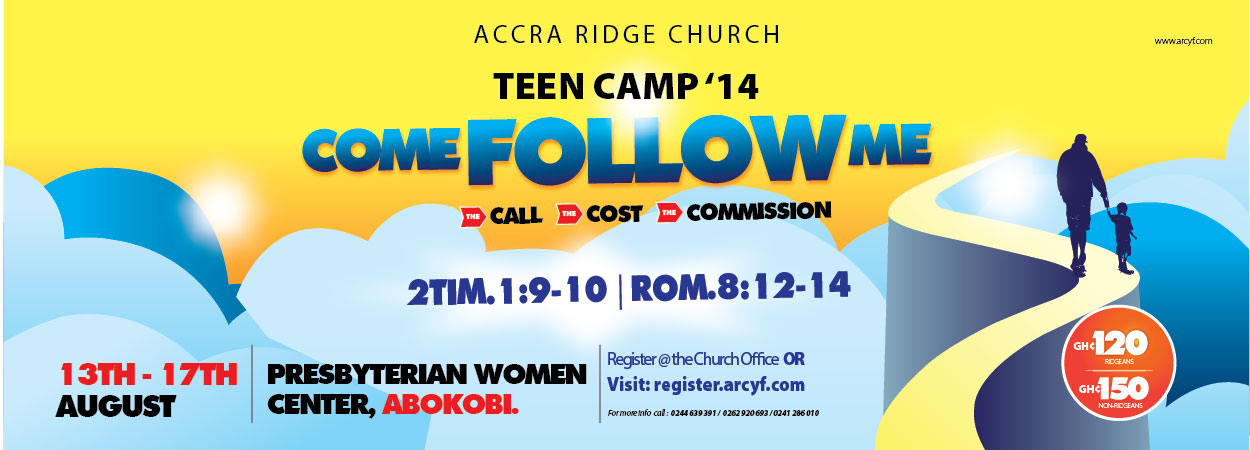 ACCRA RIDGE CHURCH
www.arcyf.com
TEEN CAMP ‘14
COME FOLLOW ME
THE CALL THE COST THE COMMISSION
2TIM.1:9-10 | ROM.8:12-14
13TH - 17TH
AUGUST
PRESBYTERIAN WOMEN
CENTER, ABOKOBI.
Register @ the Church Office OR
Visit: register.arcyf.com
For more info call : 0244 639 391 / 0262 920 693 / 0241 286 010
GH¢120
RIDGEANS
GH¢150
NON-RIDGEANS